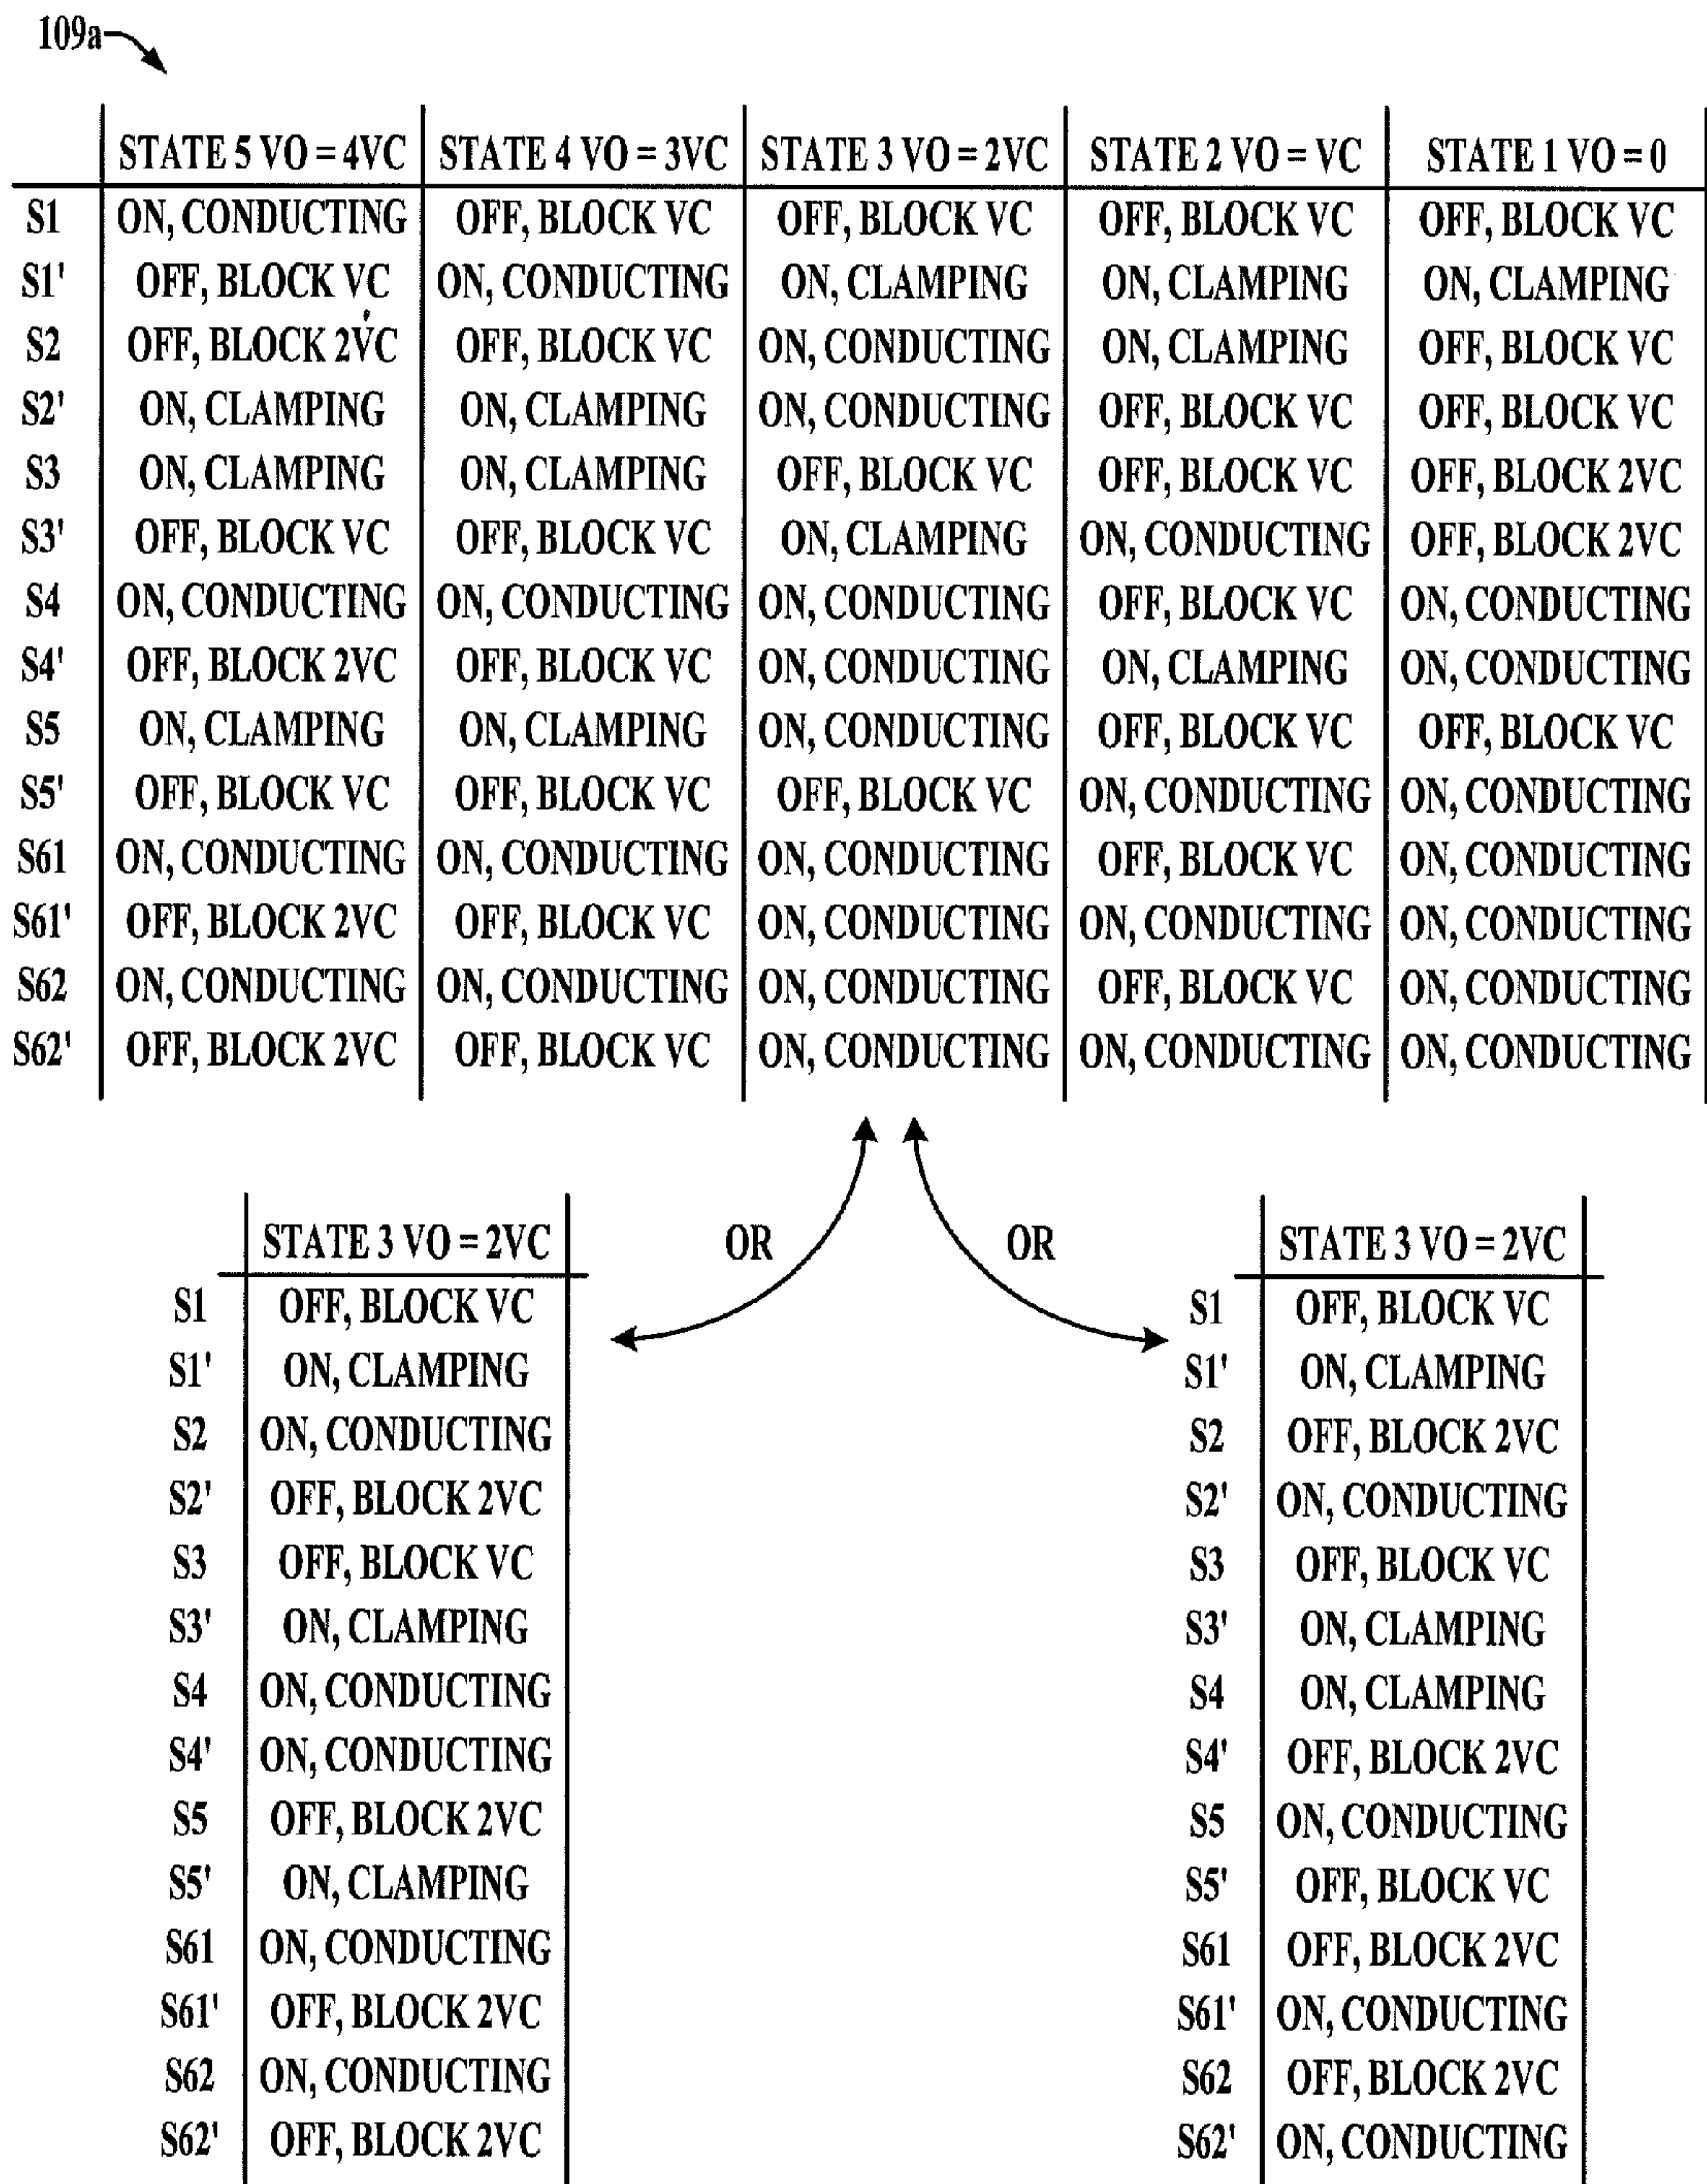 109a
STATE 5 VO = 4VC STATE 4 VO = 3VC STATE 3 VO = 2VC STATE 2 VO = VC STATE 1 VO = 0
S1 ON, CONDUCTING OFF, BLOCK VC OFF, BLOCK VC OFF, BLOCK VC OFF, BLOCK VC
S1' OFF, BLOCK VC ON, CONDUCTING ON, CLAMPING ON, CLAMPING ON, CLAMPING
S2 OFF, BLOCK 2VC OFF, BLOCK VC ON, CONDUCTING ON, CLAMPING OFF, BLOCK VC
S2' ON, CLAMPING ON, CLAMPING ON, CONDUCTING OFF, BLOCK VC OFF, BLOCK VC
S3 ON, CLAMPING ON, CLAMPING OFF, BLOCK VC OFF, BLOCK VC OFF, BLOCK 2VC
S3' OFF, BLOCK VC OFF, BLOCK VC ON, CLAMPING ON, CONDUCTING OFF, BLOCK 2VC
S4 ON, CONDUCTING ON, CONDUCTING ON, CONDUCTING OFF, BLOCK VC ON, CONDUCTING
S4' OFF, BLOCK 2VC OFF, BLOCK VC ON, CONDUCTING ON, CLAMPING ON, CONDUCTING
S5 ON, CLAMPING ON, CLAMPING ON, CONDUCTING OFF, BLOCK VC OFF, BLOCK VC
S5' OFF, BLOCK VC OFF, BLOCK VC OFF, BLOCK VC ON, CONDUCTING ON, CONDUCTING
S61 ON, CONDUCTING ON, CONDUCTING ON, CONDUCTING OFF, BLOCK VC ON, CONDUCTING
S61' OFF, BLOCK 2VC OFF, BLOCK VC ON, CONDUCTING ON, CONDUCTING ON, CONDUCTING
S62 ON, CONDUCTING ON, CONDUCTING ON, CONDUCTING OFF, BLOCK VC ON, CONDUCTING
S62' OFF, BLOCK 2VC OFF, BLOCK VC ON, CONDUCTING ON, CONDUCTING ON, CONDUCTING
STATE 3 VO = 2VC
S1 OFF, BLOCK VC
S1' ON, CLAMPING
S2 ON, CONDUCTING
S2' OFF, BLOCK 2VC
S3 OFF, BLOCK VC
S3' ON, CLAMPING
S4 ON, CONDUCTING
S4' ON, CONDUCTING
S5 OFF, BLOCK 2VC
S5' ON, CLAMPING
S61 ON, CONDUCTING
S61' OFF, BLOCK 2VC
S62 ON, CONDUCTING
S62' OFF, BLOCK 2VC
OR
OR
STATE 3 VO = 2VC
S1 OFF, BLOCK VC
S1' ON, CLAMPING
S2 OFF, BLOCK 2VC
S2' ON, CONDUCTING
S3 OFF, BLOCK VC
S3' ON, CLAMPING
S4 ON, CLAMPING
S4' OFF, BLOCK 2VC
S5 ON, CONDUCTING
S5' OFF, BLOCK VC
S61 OFF, BLOCK 2VC
S61' ON, CONDUCTING
S62 OFF, BLOCK 2VC
S62' ON, CONDUCTING